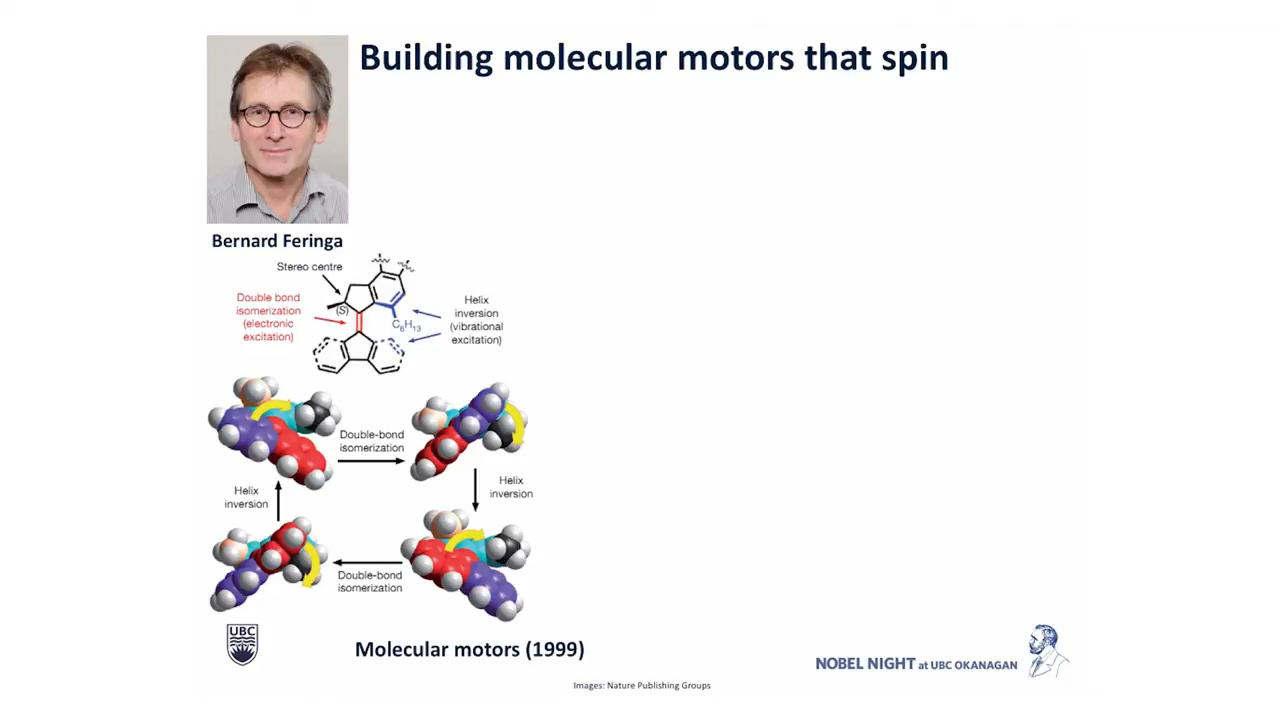 Building molecular motors that spin
Bernard Feringa
Stereo centre
Double bond
isomerization
(electronic
excitation)
(S)
C6H13
Helix
inversion
(vibrational
excitation)
Double-bond
isomerization
Helix
inversion
Helix
inversion
Double-bond
isomerization
UBC
Molecular motors (1999)
NOBEL NIGHT at UBC OKANAGAN
Images: Nature Publishing Groups